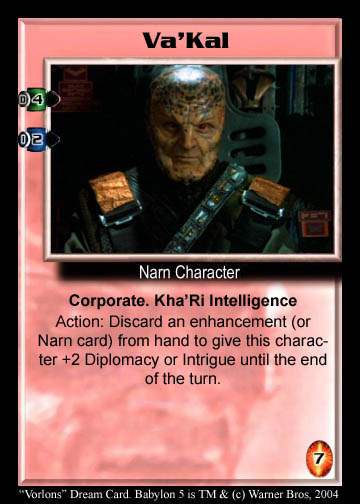 Va'Kal
4
2
Narn Character
Corporate. Kha'Ri Intelligence
Action: Discard an enhancement (or
Narn card) from hand to give this charac-
ter +2 Diplomacy or Intrigue until the end
of the turn.
7
"Vorlons" Dream Card. Babylon 5 is TM & (c) Warner Bros, 2004